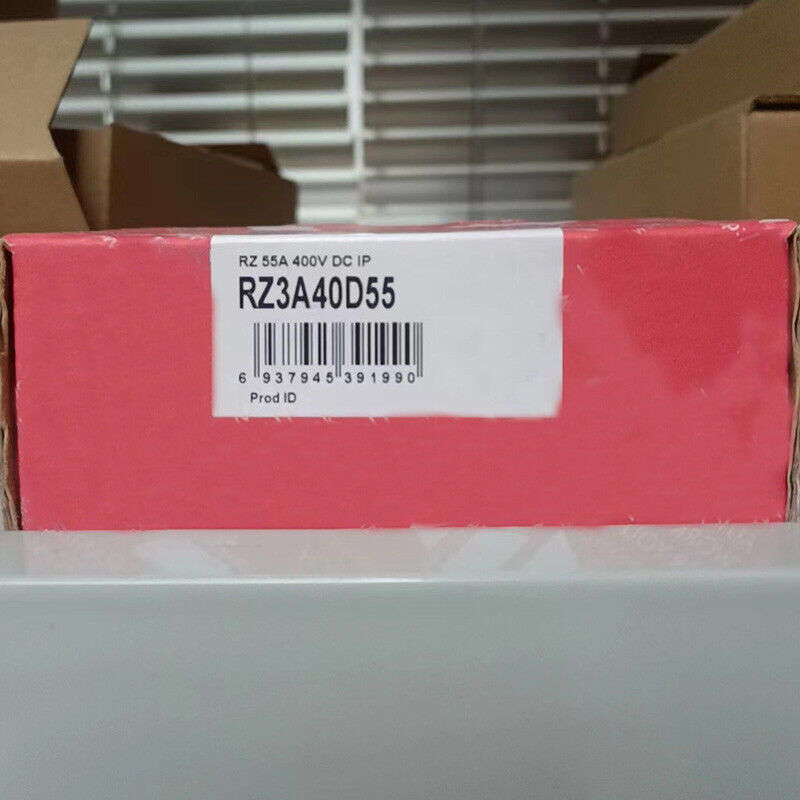 RZ 55A 400V DC IP
RZ3A40D55
6 937945 391990
Prod ID